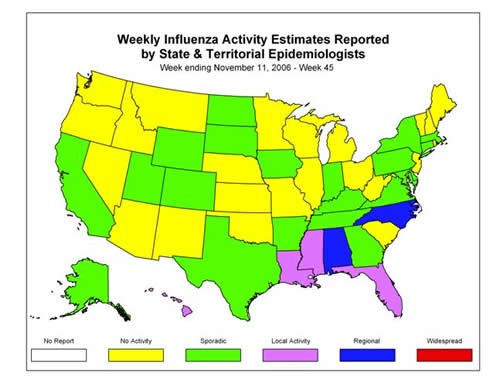 Weekly Influenza Activity Estimates Reported
by State & Territorial Epidemiologists
Week ending November 11, 2006 - Week 45
No Report No Activity Sporadic Local Activity Regional Widespread